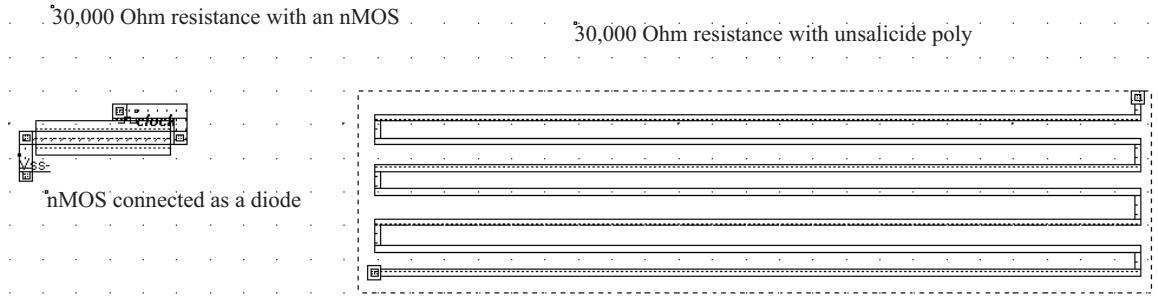 30,000 Ohm resistance with an nMOS
30,000 Ohm resistance with unsalicide poly
clock
Vss-
nMOS connected as a diode